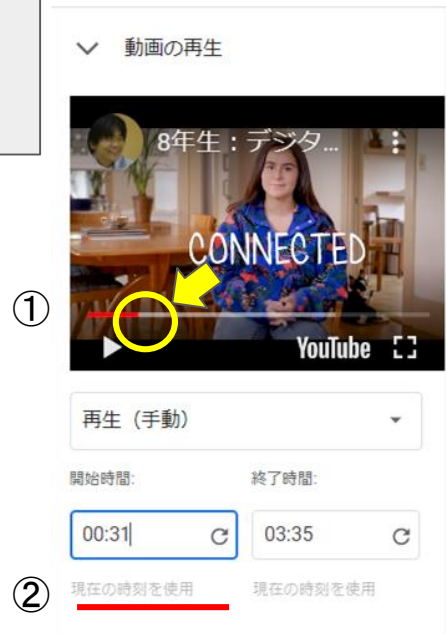 動画の再生
8年生：デジタ...
CONNECTED
①
YouTube
再生（手動）
開始時間: 終了時間:
00:31 03:35
② 現在の時刻を使用 現在の時刻を使用